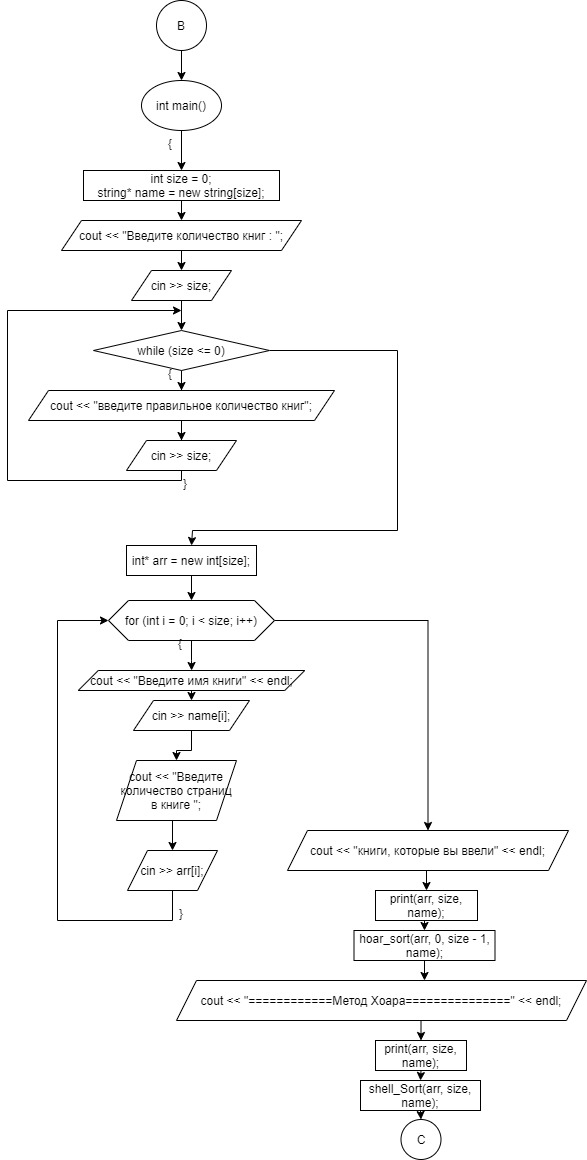 B
int main()
{
int size = 0;
string* name = new string[size];
cout << "Введите количество книг : ";
cin >> size;
while (size <= 0)
{
cout << "введите правильное количество книг";
cin >> size;
}
int* arr = new int[size];
for (int i = 0; i < size; i++)
{
cout << "Введите имя книги" << endl;
cin >> name[i];
cout << "Введите
количество страниц
в книге ";
cin >> arr[i];
}
cout << "книги, которые вы ввели" << endl;
print(arr, size,
name);
hoar_sort(arr, 0, size - 1,
name);
cout << "============Метод Хоара===============" << endl;
print(arr, size,
name);
shell_Sort(arr, size,
name);
C